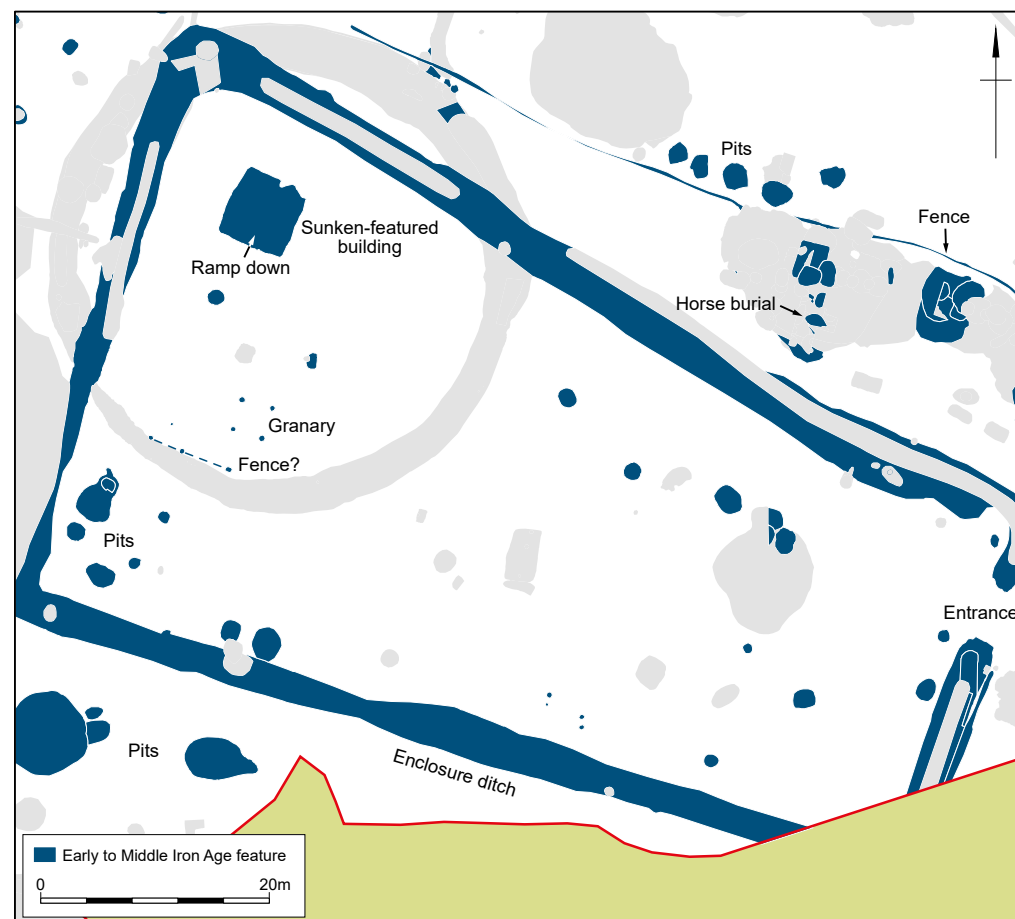 Pits
Fence
Sunken-featured
building
Ramp down
Horse burial
Granary
Fence?
Pits
Entrance
Pits
Enclosure ditch
Early to Middle Iron Age feature
0
20m